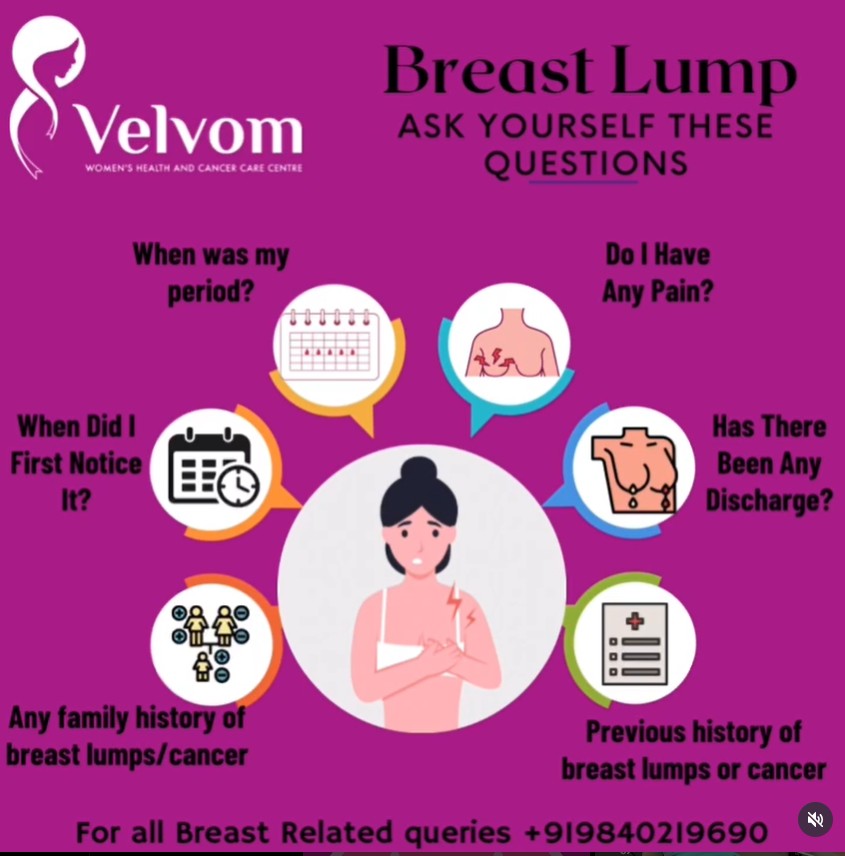 Velvom
WOMEN'S HEALTH AND CANCER CARE CENTRE
Breast Lump
ASK YOURSELF THESE
QUESTIONS
When was my
period?
Do I Have
Any Pain?
When Did I
First Notice
It?
Has There
Been Any
Discharge?
Any family history of
breast lumps/cancer
Previous history of
breast lumps or cancer
For all Breast Related queries +919840219690